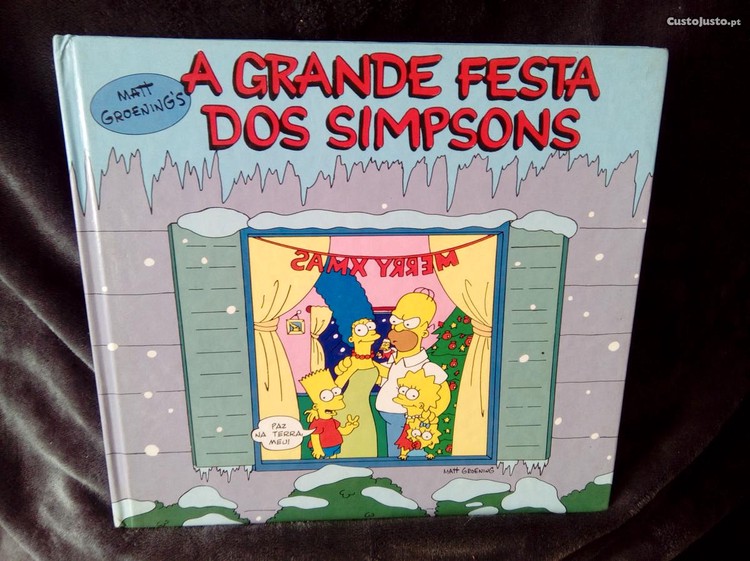 CustoJusto.pt
MATT
GROENING'S
A GRANDE FESTA
DOS SIMPSONS
MERRY XMAS
PAZ
NA TERRA,
MEU!
MATT GROENING